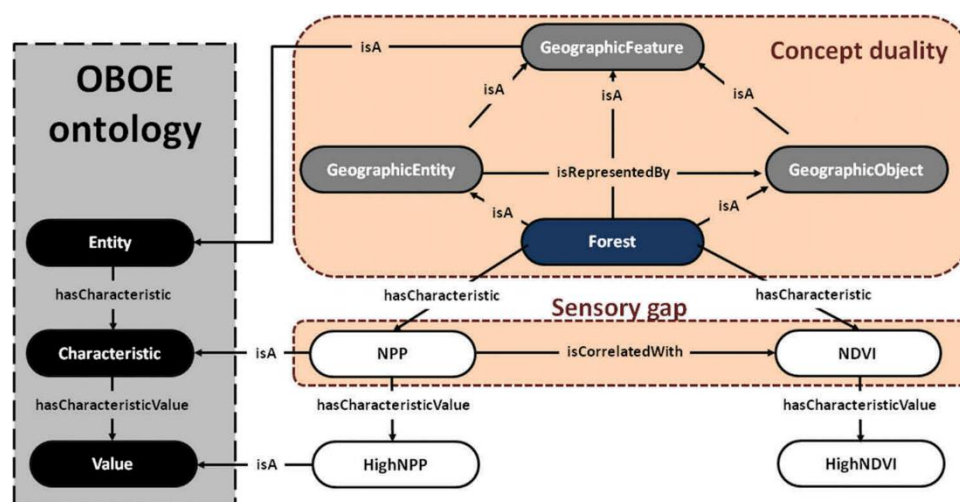 OBOE
ontology
Entity
hasCharacteristic
Characteristic
hasCharacteristicValue
Value
isA
GeographicFeature
Concept duality
isA
isA
isA
GeographicEntity
isRepresentedBy
GeographicObject
isA
isA
Forest
hasCharacteristic
hasCharacteristic
Sensory gap
isA
NPP
isCorrelatedWith
NDVI
hasCharacteristicValue
hasCharacteristicValue
isA
HighNPP
HighNDVI